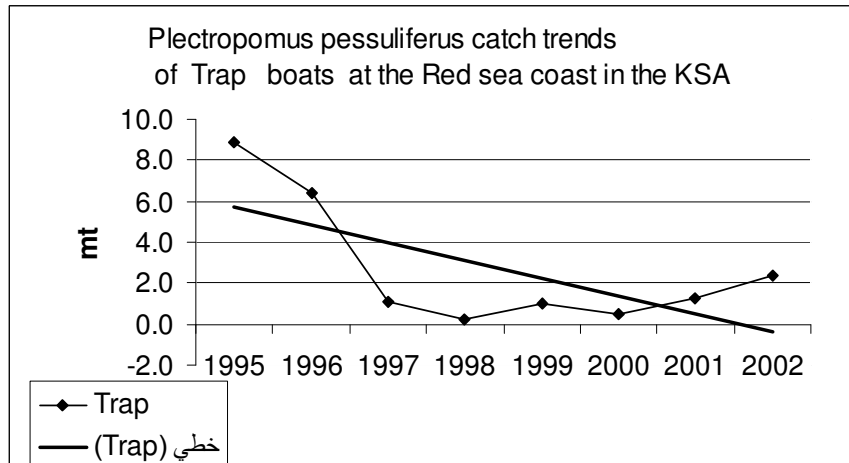 Plectropomus pessuliferus catch trends
of Trap boats at the Red sea coast in the KSA
10.0
8.0
6.0
4.0
2.0
0.0
-2.0
mt
1995 1996 1997 1998 1999 2000 2001 2002
Trap
خطي (Trap)